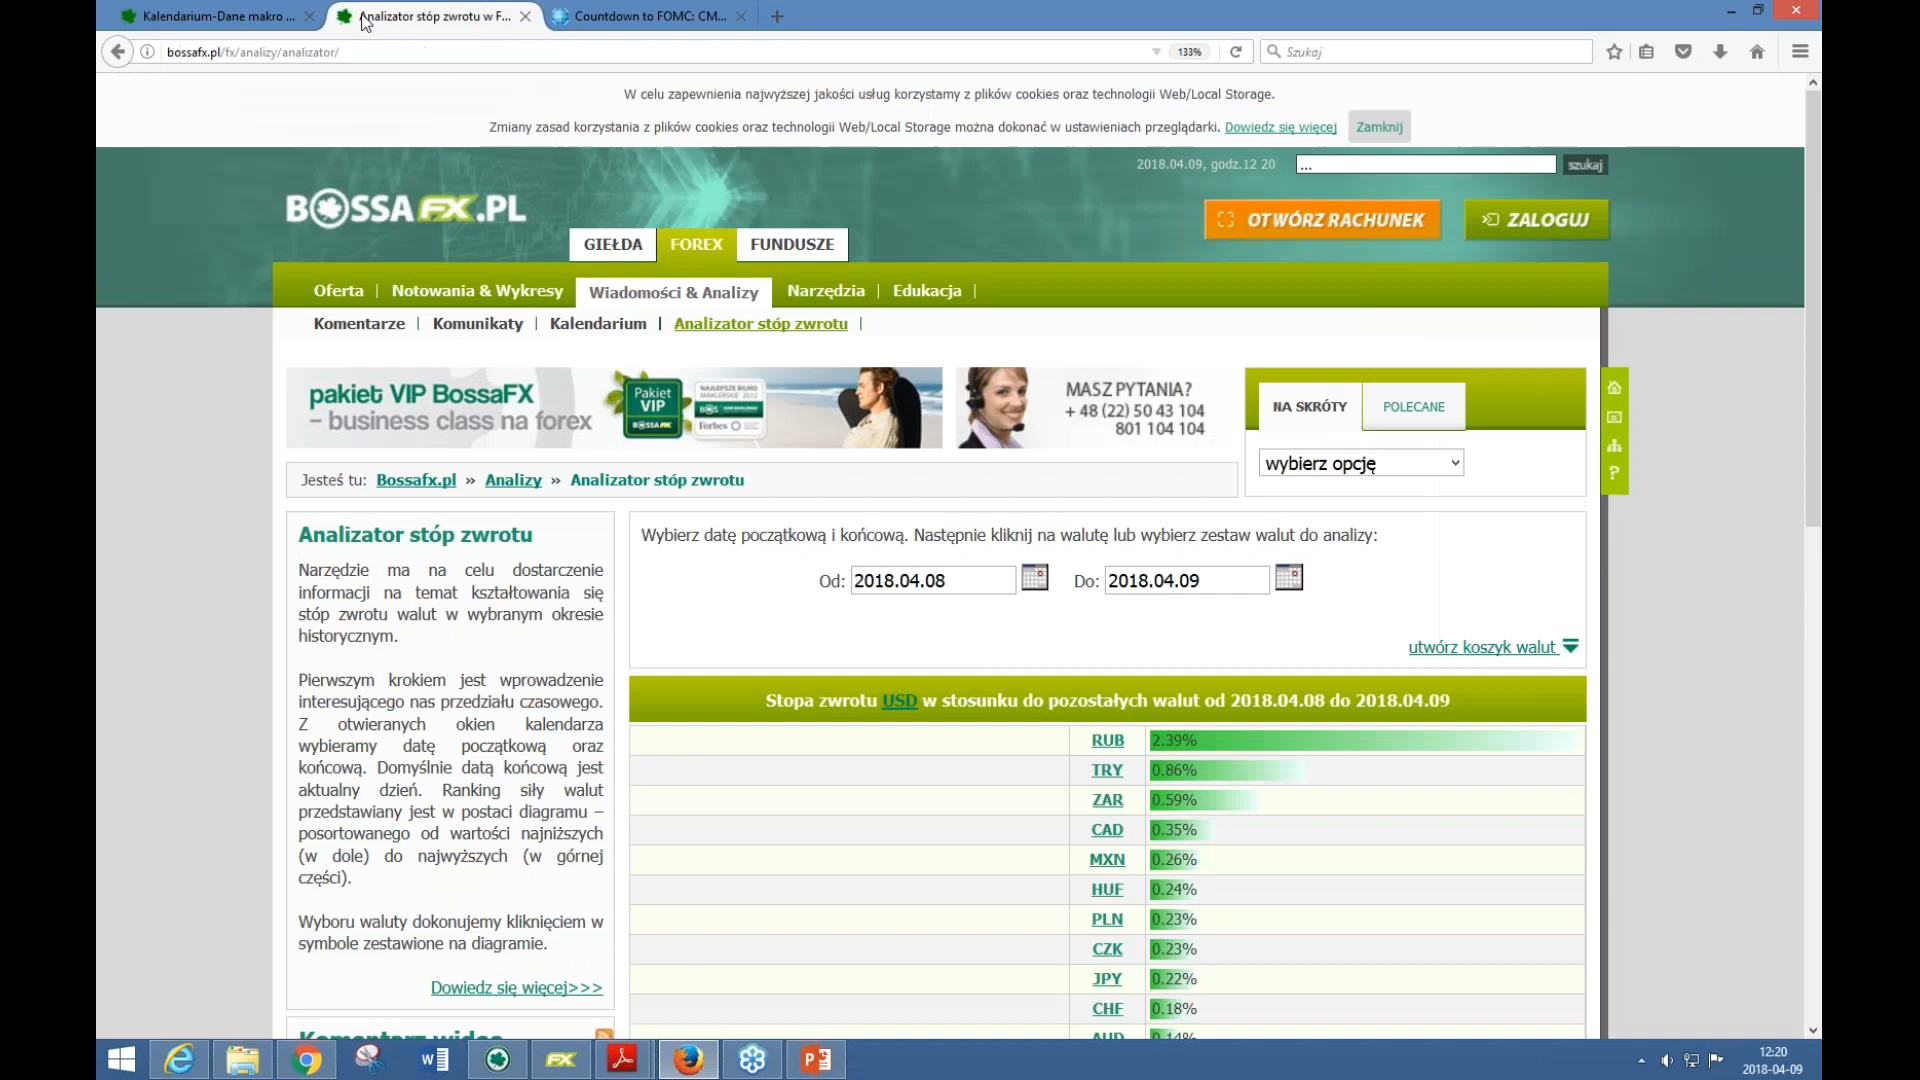 Kalendarium-Dane makro ...
Analizator stóp zwrotu w F...
Countdown to FOMC: CM...
bossafx.pl/fx/analizy/analizator/
133%
Szukaj
W celu zapewnienia najwyższej jakości usług korzystamy z plików cookies oraz technologii Web/Local Storage.
Zmiany zasad korzystania z plików cookies oraz technologii Web/Local Storage można dokonać w ustawieniach przeglądarki. Dowiedz się więcej
Zamknij
2018.04.09, godz.12 20
...
szukaj
BOSSAFX.PL
OTWÓRZ RACHUNEK
ZALOGUJ
GIEŁDA
FOREX
FUNDUSZE
Oferta | Notowania & Wykresy
Wiadomości & Analizy
Narzędzia | Edukacja |
Komentarze | Komunikaty | Kalendarium | Analizator stóp zwrotu |
pakiet VIP BossaFX
– business class na forex
Pakiet
VIP
BOSSAFX
Forbes
MASZ PYTANIA?
+ 48 (22) 50 43 104
801 104 104
NA SKRÓTY
POLECANE
wybierz opcję
?
Jesteś tu: Bossafx.pl » Analizy » Analizator stóp zwrotu
Analizator stóp zwrotu
Narzędzie ma na celu dostarczenie
informacji na temat kształtowania się
stóp zwrotu walut w wybranym okresie
historycznym.
Pierwszym krokiem jest wprowadzenie
interesującego nas przedziału czasowego.
Z otwieranych okien kalendarza
wybieramy datę początkową oraz
końcową. Domyślnie datą końcową jest
aktualny dzień. Ranking siły walut
przedstawiany jest w postaci diagramu –
posortowanego od wartości najniższych
(w dole) do najwyższych (w górnej
części).
Wyboru waluty dokonujemy kliknięciem w
symbole zestawione na diagramie.
Dowiedz się więcej>>>
Komentarz wideo
Wybierz datę początkową i końcową. Następnie kliknij na walutę lub wybierz zestaw walut do analizy:
Od: 2018.04.08
Do: 2018.04.09
utwórz koszyk walut
Stopa zwrotu USD w stosunku do pozostałych walut od 2018.04.08 do 2018.04.09
RUB 2.39%
TRY 0.86%
ZAR 0.59%
CAD 0.35%
MXN 0.26%
HUF 0.24%
PLN 0.23%
CZK 0.23%
JPY 0.22%
CHF 0.18%
AUD 0.14%
FX
12:20
2018-04-09